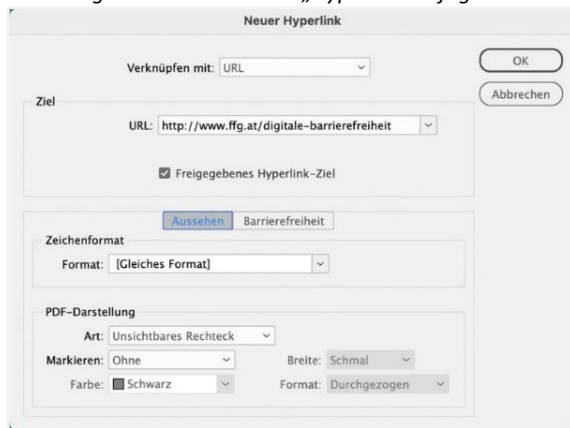 Neuer Hyperlink
Verknüpfen mit: URL
OK
Abbrechen
Ziel
URL: http://www.ffg.at/digitale-barrierefreiheit
Freigegebenes Hyperlink-Ziel
Aussehen Barrierefreiheit
Zeichenformat
Format: [Gleiches Format]
PDF-Darstellung
Art: Unsichtbares Rechteck
Markieren: Ohne Breite: Schmal
Farbe: Schwarz Format: Durchgezogen